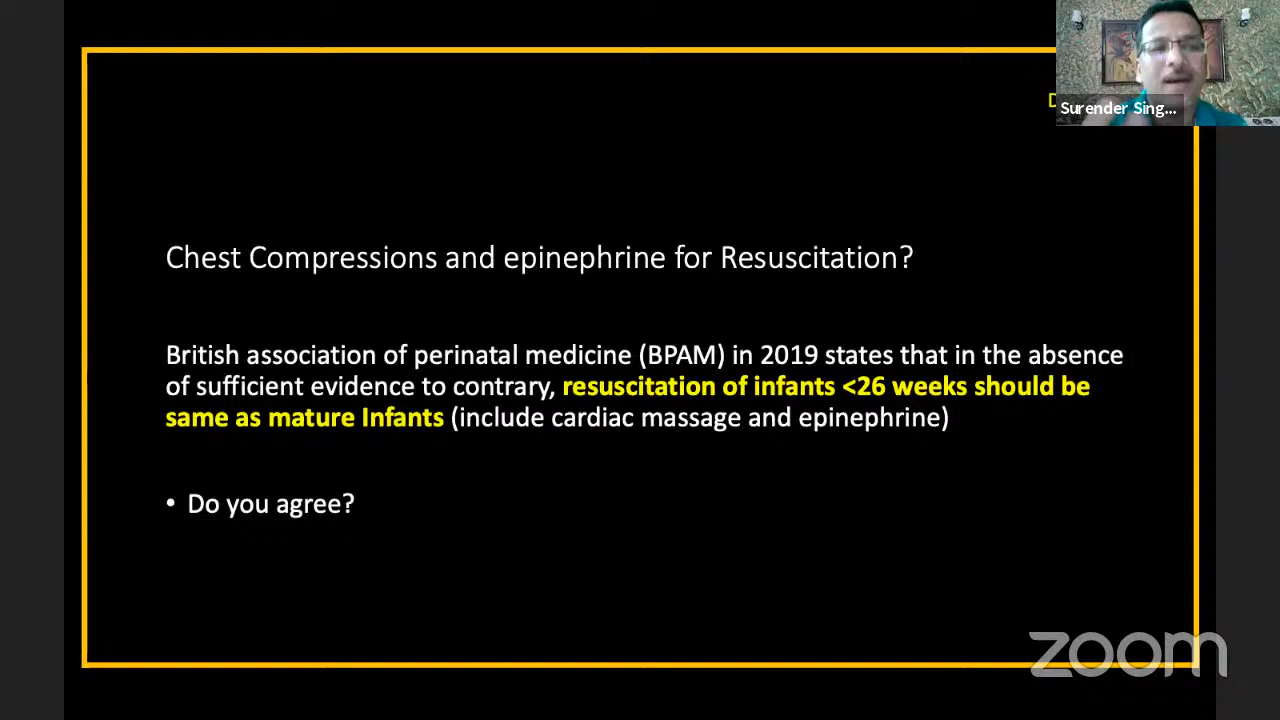 Surender Sing...
Chest Compressions and epinephrine for Resuscitation?
British association of perinatal medicine (BPAM) in 2019 states that in the absence
of sufficient evidence to contrary, resuscitation of infants <26 weeks should be
same as mature Infants (include cardiac massage and epinephrine)
• Do you agree?
zoom